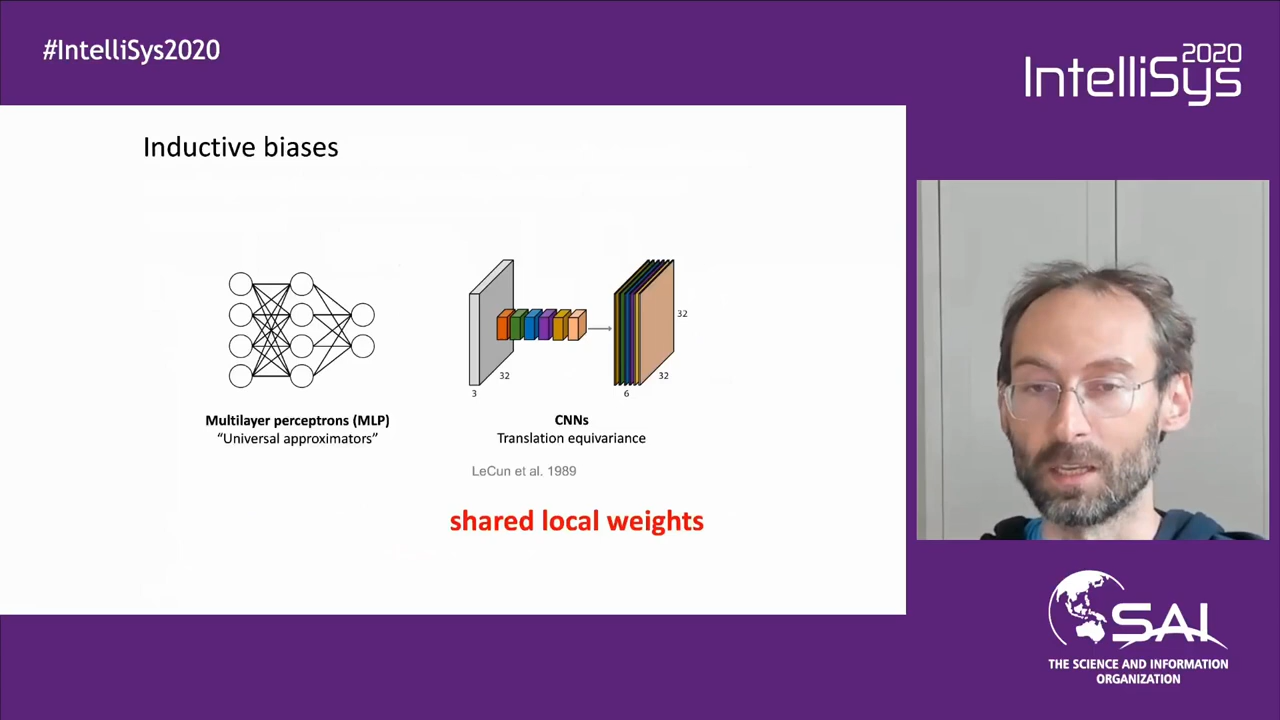 #IntelliSys2020
2020
IntelliSys
Inductive biases
32
3
32
32
6
Multilayer perceptrons (MLP)
“Universal approximators”
CNNs
Translation equivariance
LeCun et al. 1989
shared local weights
SAI
THE SCIENCE AND INFORMATION
ORGANIZATION